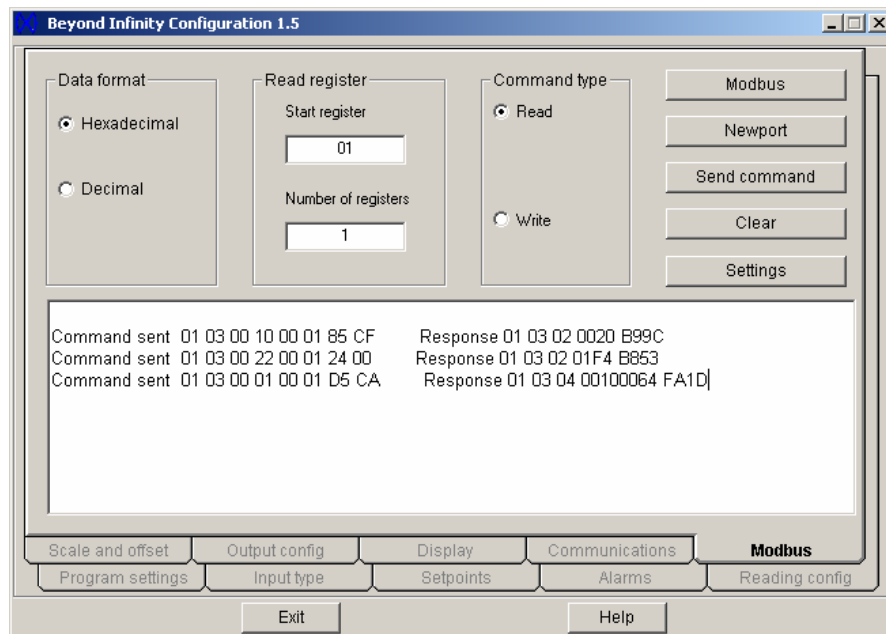 Beyond Infinity Configuration 1.5
Data format
Hexadecimal
Decimal
Read register
Start register
01
Number of registers
1
Command type
Read
Write
Modbus
Newport
Send command
Clear
Settings
Command sent 01 03 00 10 00 01 85 CF Response 01 03 02 0020 B99C
Command sent 01 03 00 22 00 01 24 00 Response 01 03 02 01F4 B853
Command sent 01 03 00 01 00 01 D5 CA Response 01 03 04 00100064 FA1D
Scale and offset Output config Display Communications Modbus
Program settings Input type Setpoints Alarms Reading config
Exit Help